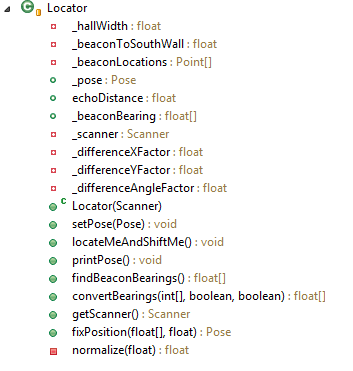 Locator
_hallWidth : float
_beaconToSouthWall : float
_beaconLocations : Point[]
_pose : Pose
echoDistance : float
_beaconBearing : float[]
_scanner : Scanner
_differenceXFactor : float
_differenceYFactor : float
_differenceAngleFactor : float
Locator(Scanner)
setPose(Pose) : void
locateMeAndShiftMe() : void
printPose() : void
findBeaconBearings() : float[]
convertBearings(int[], boolean, boolean) : float[]
getScanner() : Scanner
fixPosition(float[], float) : Pose
normalize(float) : float